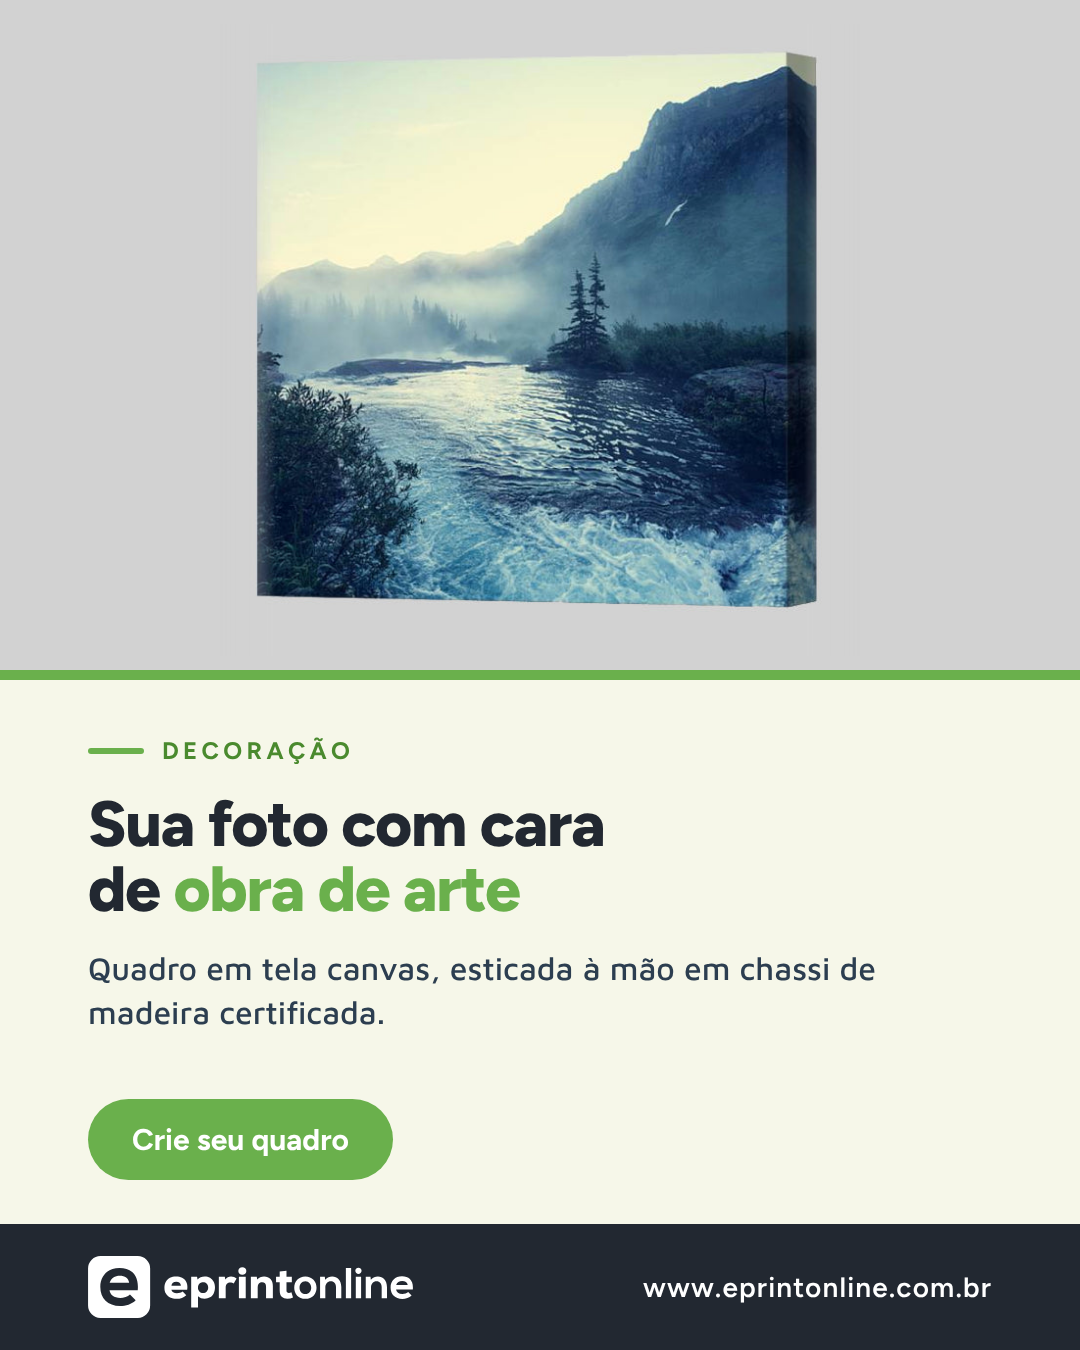 DECORAÇÃO
Sua foto com cara
de obra de arte
Quadro em tela canvas, esticada à mão em chassi de
madeira certificada.
Crie seu quadro
e eprintonline
www.eprintonline.com.br